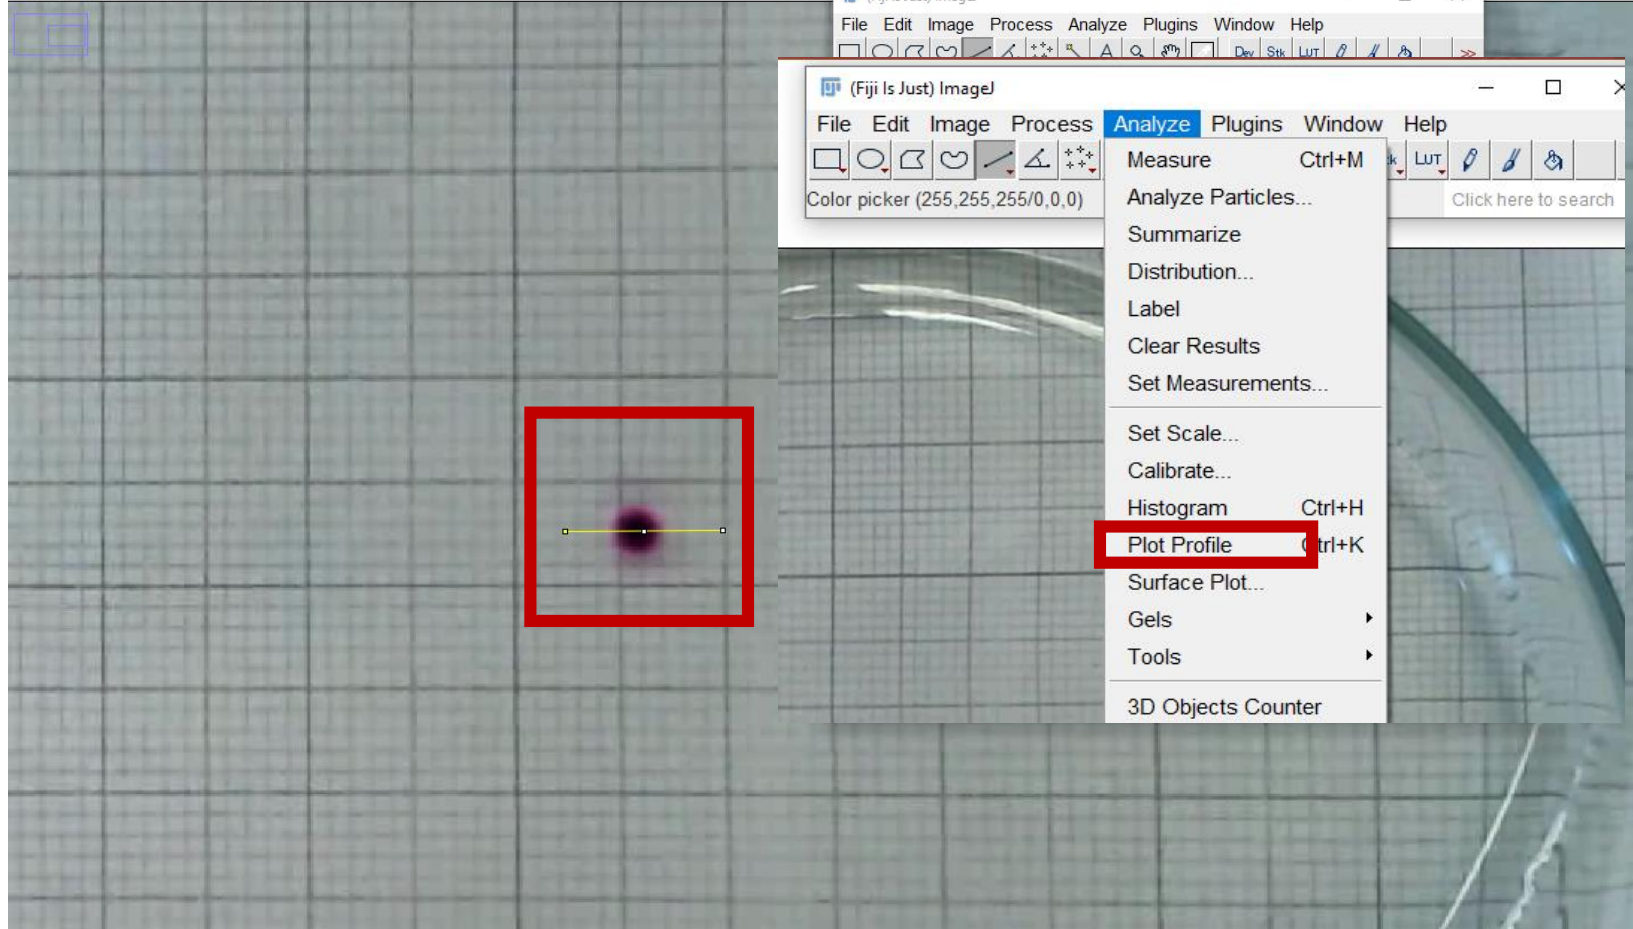 File Edit Image Process Analyze Plugins Window Help
Dev Stk LUT >>
(Fiji Is Just) ImageJ
File Edit Image Process Analyze Plugins Window Help
LUT
Color picker (255,255,255/0,0,0)
Click here to search
Measure Ctrl+M
Analyze Particles...
Summarize
Distribution...
Label
Clear Results
Set Measurements...
Set Scale...
Calibrate...
Histogram Ctrl+H
Plot Profile Ctrl+K
Surface Plot...
Gels
Tools
3D Objects Counter